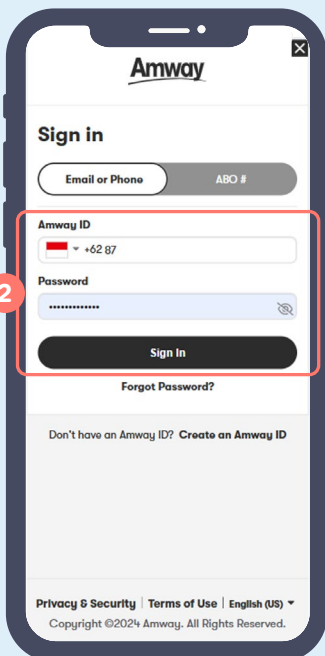 Amway
Sign in
Email or Phone ABO #
Amway ID
+62 87
Password
•••••••••••••
2
Sign In
Forgot Password?
Don't have an Amway ID? Create an Amway ID
Privacy & Security | Terms of Use | English (US)
Copyright ©2024 Amway. All Rights Reserved.